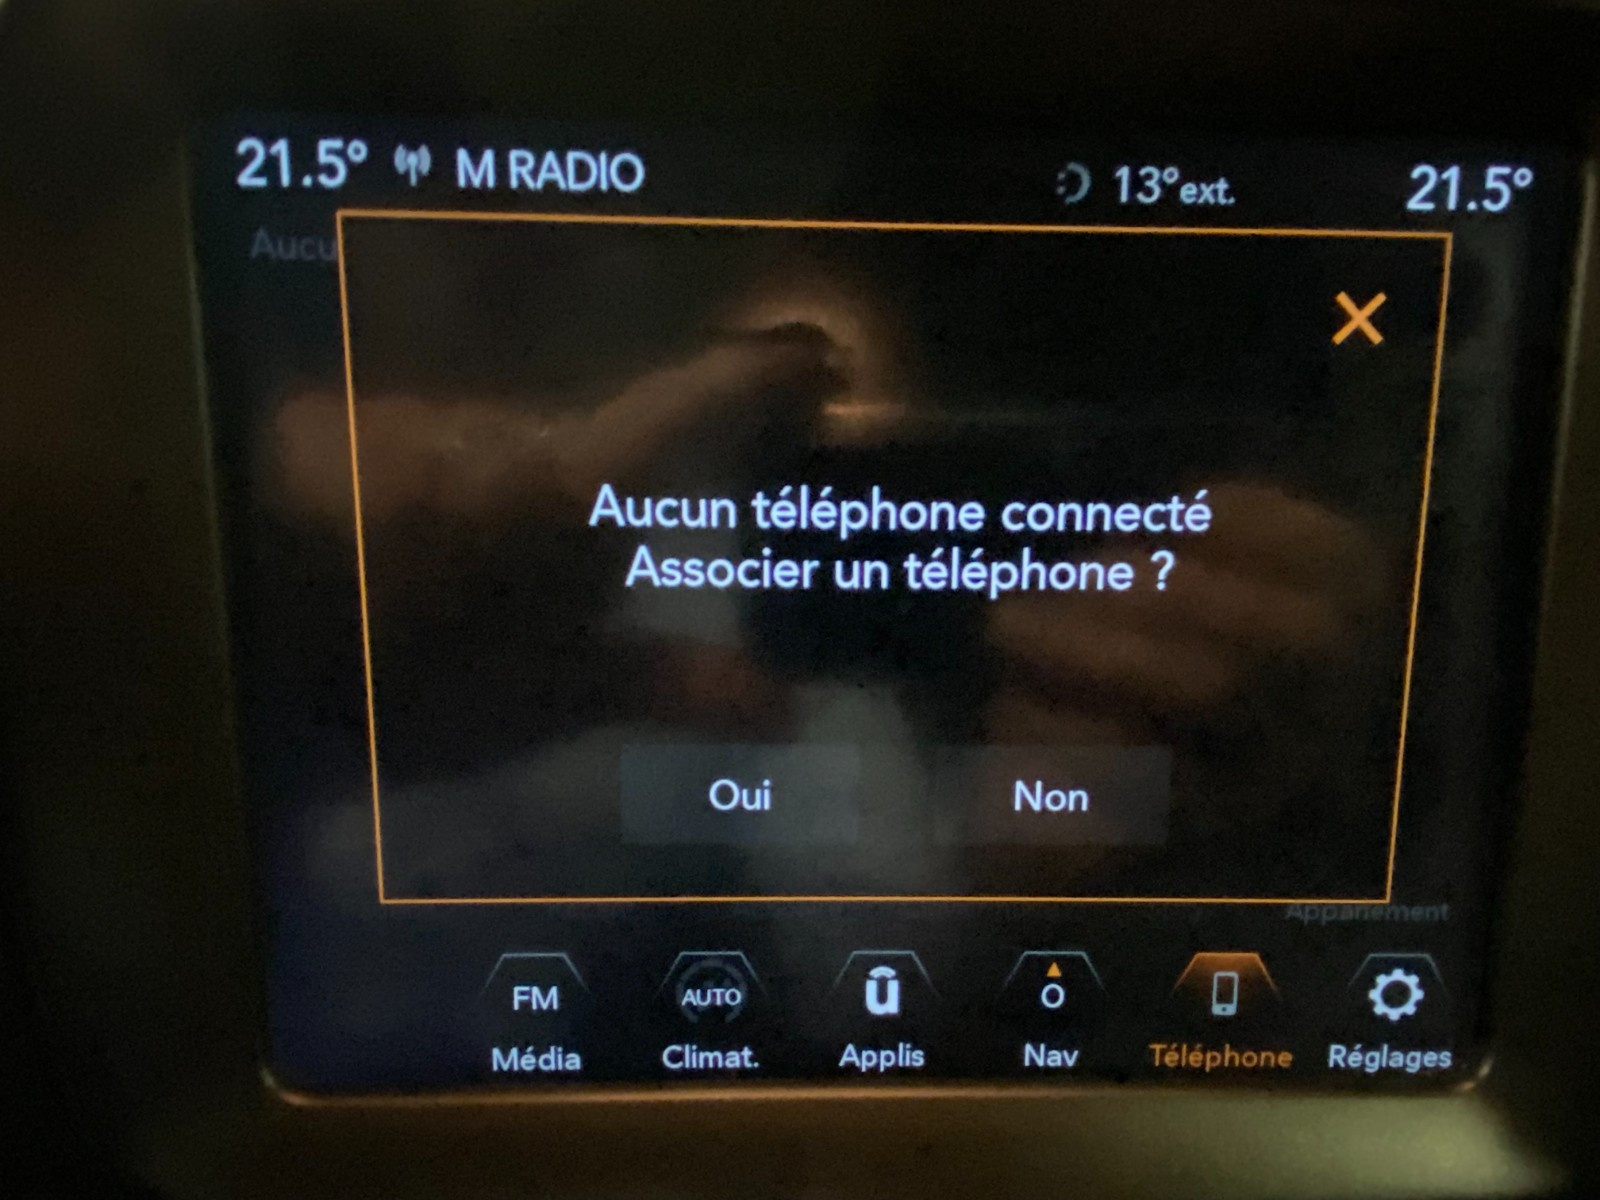 21.5° M RADIO 13°ext. 21.5°
Aucu
Aucun téléphone connecté
Associer un téléphone ?
Oui Non
FM AUTO û O
Média Climat. Applis Nav Téléphone Réglages